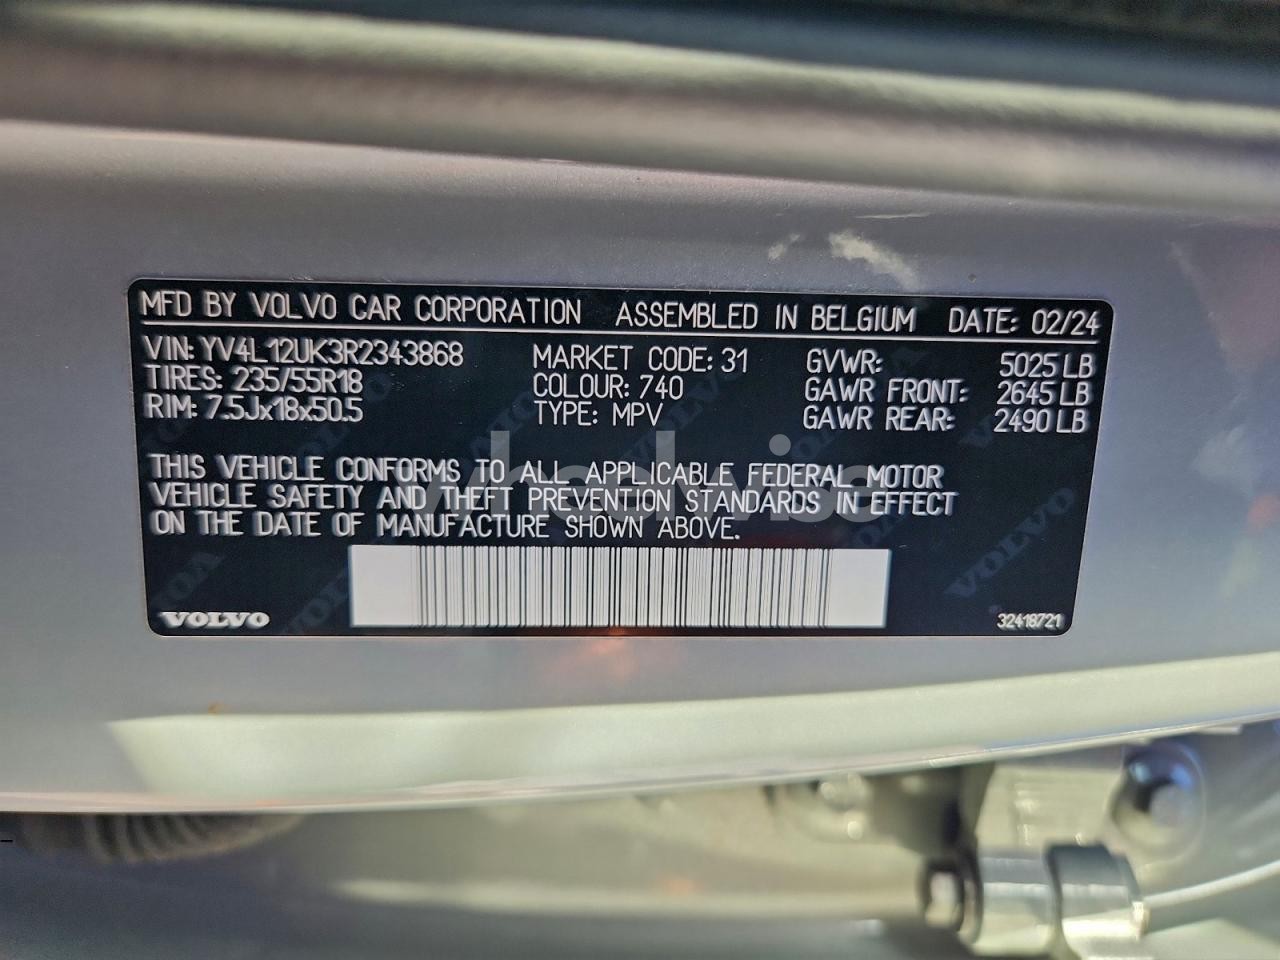 MFD BY VOLVO CAR CORPORATION ASSEMBLED IN BELGIUM DATE: 02/24
VIN: YV4L12UK3R2343868 MARKET CODE: 31 GVWR: 5025 LB
TIRES: 235/55R18 COLOUR: 740 GAWR FRONT: 2645 LB
RIM: 7.5Jx18x50.5 TYPE: MPV GAWR REAR: 2490 LB
THIS VEHICLE CONFORMS TO ALL APPLICABLE FEDERAL MOTOR
VEHICLE SAFETY AND THEFT PREVENTION STANDARDS IN EFFECT
ON THE DATE OF MANUFACTURE SHOWN ABOVE.
wheelwise
VOLVO
VOLVO
32418721